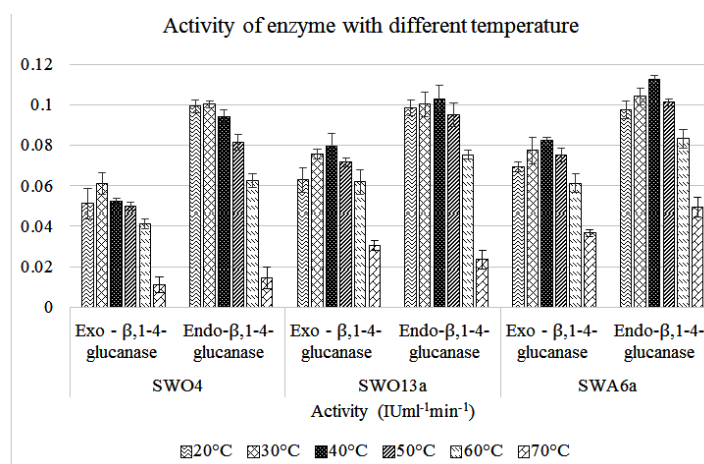 Activity of enzyme with different temperature
0.12
0.1
0.08
0.06
0.04
0.02
0
Exo - β,1-4-
glucanase
Endo-β,1-4-
glucanase
Exo - β,1-4-
glucanase
Endo-β,1-4-
glucanase
Exo - β,1-4-
glucanase
Endo-β,1-4-
glucanase
SWO4 SWO13a SWA6a
Activity (IUml⁻¹min⁻¹)
20°C 30°C 40°C 50°C 60°C 70°C